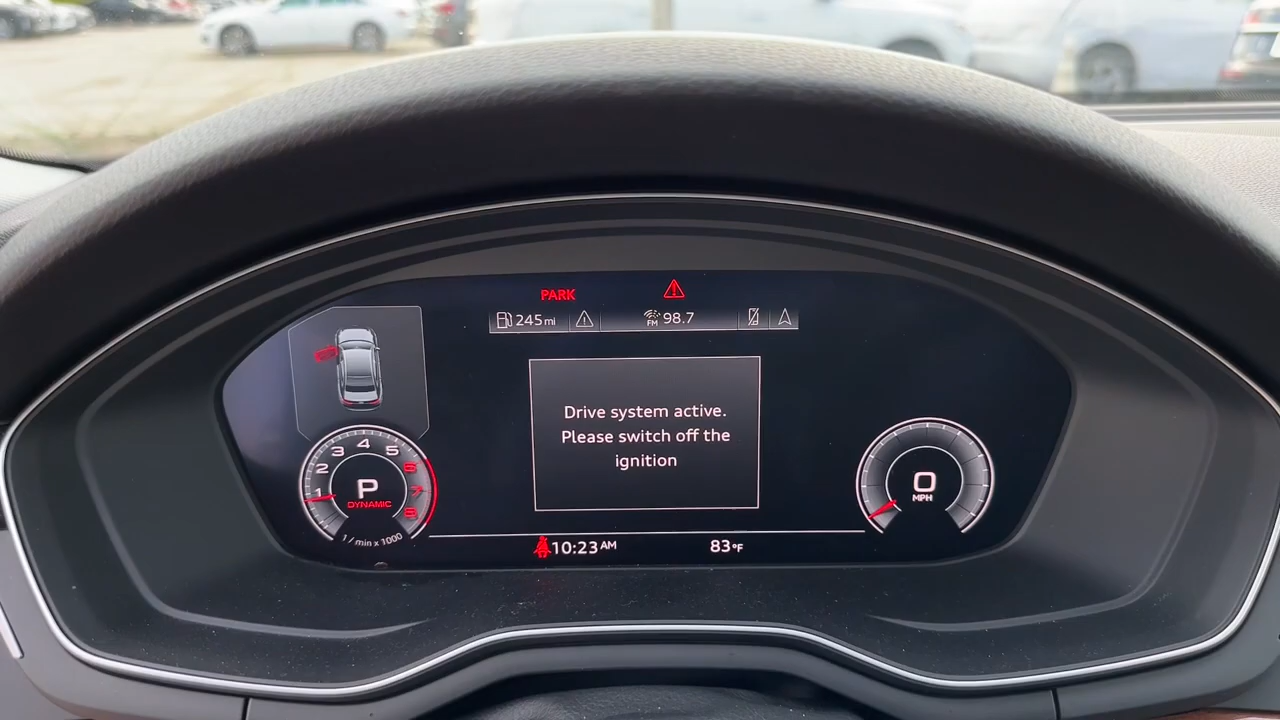 PARK
245 mi
FM 98.7
Drive system active.
Please switch off the
ignition
1 2 3 4 5 6 7 8
P
DYNAMIC
1 / min x 1000
0
MPH
10:23 AM
83°F